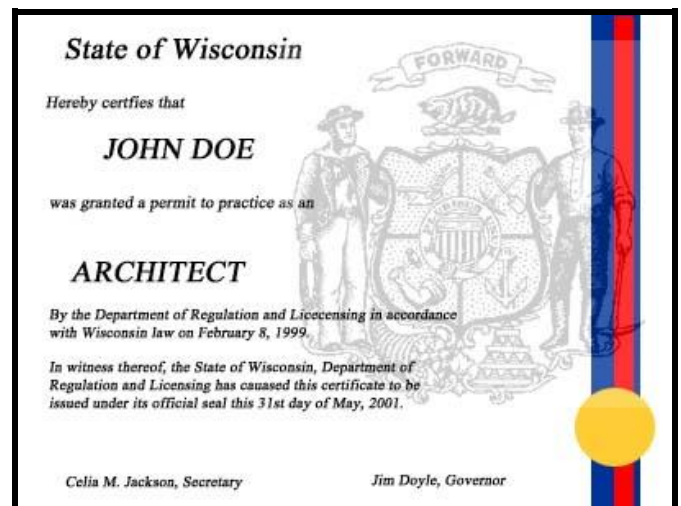 FORWARD
State of Wisconsin
Hereby certfies that
JOHN DOE
was granted a permit to practice as an
ARCHITECT
By the Department of Regulation and Licecensing in accordance
with Wisconsin law on February 8, 1999.
In witness thereof, the State of Wisconsin, Department of
Regulation and Licensing has cauased this certificate to be
issued under its official seal this 31st day of May, 2001.
Celia M. Jackson, Secretary
Jim Doyle, Governor